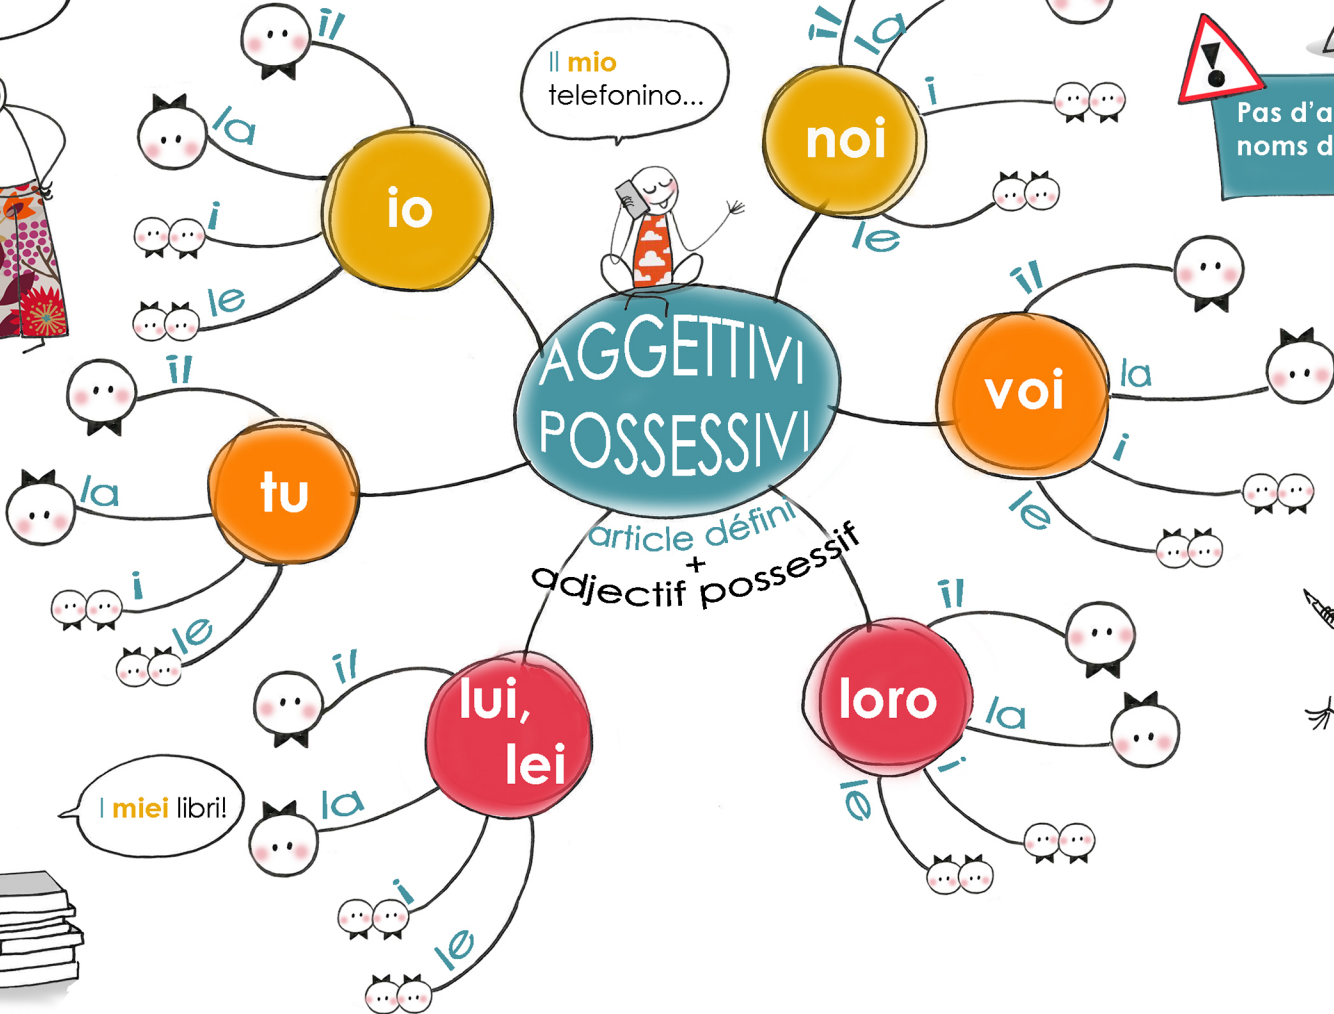 il
la
i
le
io
Il mio
telefonino...
il
la
i
le
noi
Pas d'a
noms d
AGGETTIVI
POSSESSIVI
article défini
+
adjectif possessif
il
la
i
le
voi
il
la
i
le
tu
il
la
i
le
lui,
lei
il
la
i
le
loro
I miei libri!